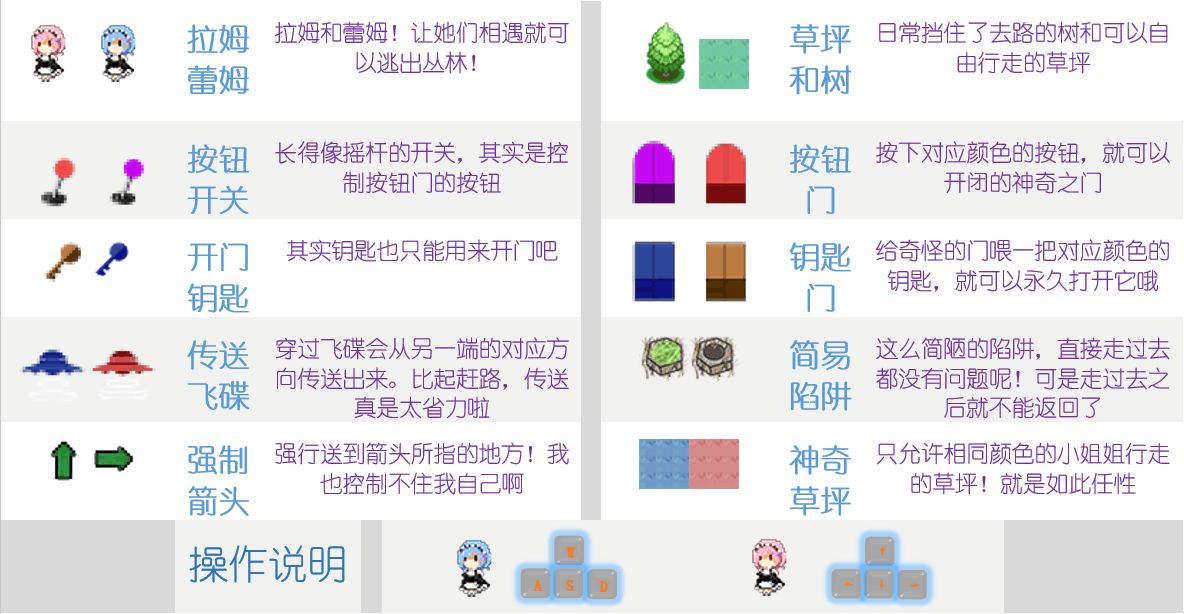 拉姆
蕾姆
拉姆和蕾姆！让她们相遇就可
以逃出丛林！
草坪
和树
日常挡住了去路的树和可以自
由行走的草坪
按钮
开关
长得像摇杆的开关，其实是控
制按钮门的按钮
按钮
门
按下对应颜色的按钮，就可以
开闭的神奇之门
开门
钥匙
其实钥匙也只能用来开门吧
钥匙
门
给奇怪的门喂一把对应颜色的
钥匙，就可以永久打开它哦
传送
飞碟
穿过飞碟会从另一端的对应方
向传送出来。比起赶路，传送
真是太省力啦
简易
陷阱
这么简陋的陷阱，直接走过去
都没有问题呢！可是走过去之
后就不能返回了
强制
箭头
强行送到箭头所指的地方！我
也控制不住我自己啊
神奇
草坪
只允许相同颜色的小姐姐行走
的草坪！就是如此任性
操作说明
W
A S D
↑
←↓→